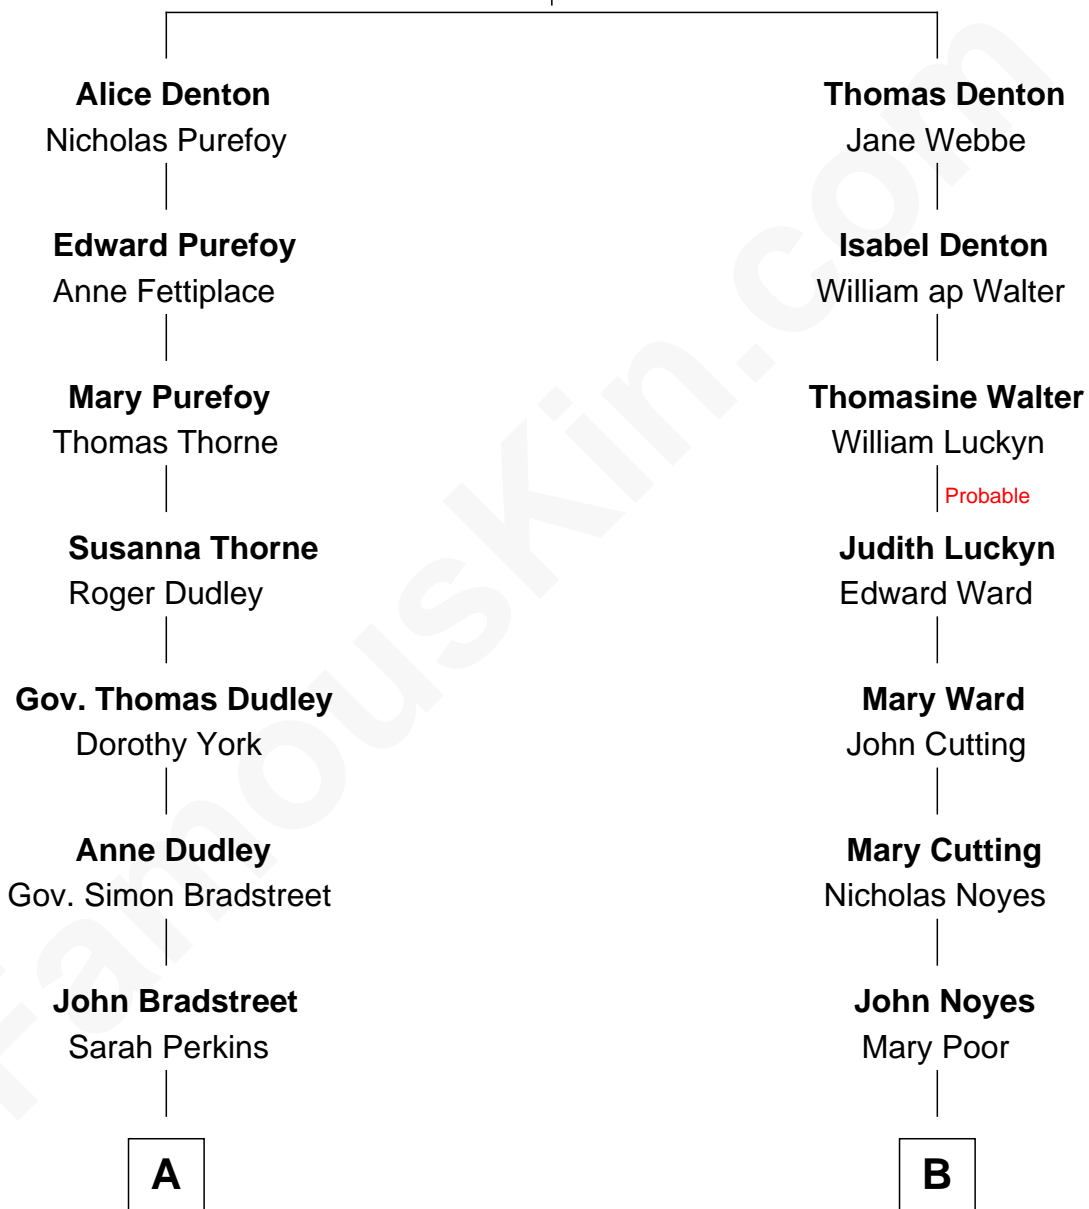 Alice Denton
Nicholas Purefoy
Edward Purefoy
Anne Fettiplace
Mary Purefoy
Thomas Thorne
Susanna Thorne
Roger Dudley
Gov. Thomas Dudley
Dorothy York
Anne Dudley
Gov. Simon Bradstreet
John Bradstreet
Sarah Perkins
A
Thomas Denton
Jane Webbe
Isabel Denton
William ap Walter
Thomasine Walter
William Luckyn
Probable
Judith Luckyn
Edward Ward
Mary Ward
John Cutting
Mary Cutting
Nicholas Noyes
John Noyes
Mary Poor
B
FamousKin.com